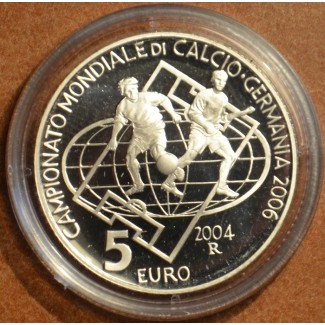 CAMPIONATO MONDIALE DI CALCIO · GERMANIA 2006
5
EURO
2004
R